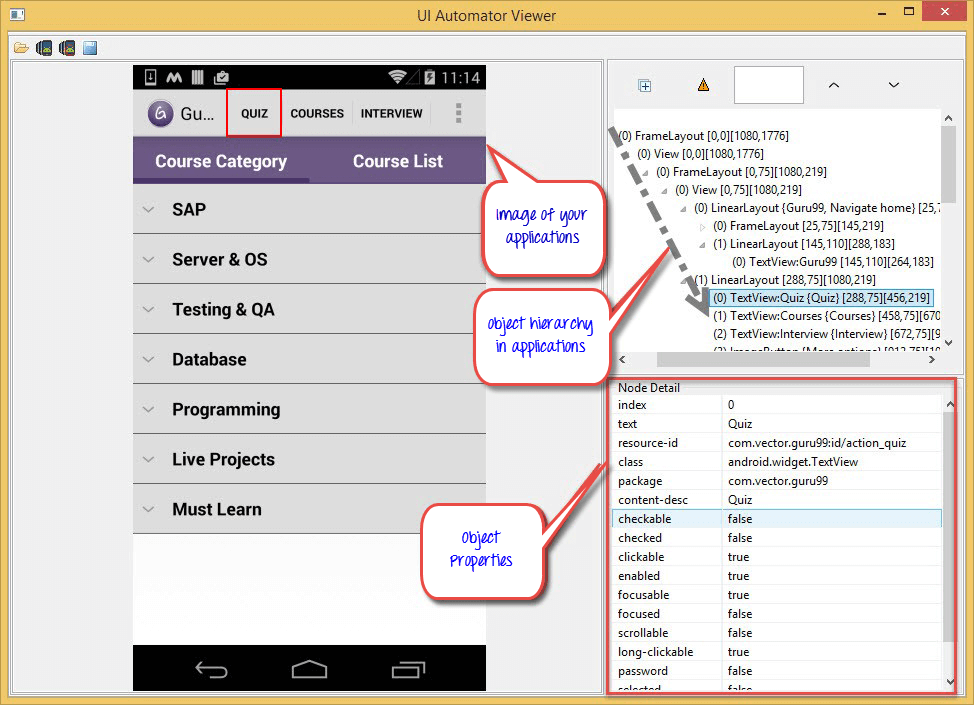 UI Automator Viewer
11:14
Gu...
QUIZ
COURSES
INTERVIEW
Course Category
Course List
SAP
Server & OS
Testing & QA
Database
Programming
Live Projects
Must Learn
Image of your
applications
Object hierarchy
in applications
Object
Properties
(0) FrameLayout [0,0][1080,1776]
(0) View [0,0][1080,1776]
(0) FrameLayout [0,75][1080,219]
(0) View [0,75][1080,219]
(0) LinearLayout {Guru99, Navigate home} [25,7
(0) FrameLayout [25,75][145,219]
(1) LinearLayout [145,110][288,183]
(0) TextView:Guru99 [145,110][264,183]
(1) LinearLayout [288,75][1080,219]
(0) TextView:Quiz {Quiz} [288,75][456,219]
(1) TextView:Courses {Courses} [458,75][670
(2) TextView:Interview {Interview} [672,75][9
(3) ImageButton {More options} [912,75][10
Node Detail
index 0
text Quiz
resource-id com.vector.guru99:id/action_quiz
class android.widget.TextView
package com.vector.guru99
content-desc Quiz
checkable false
checked false
clickable true
enabled true
focusable true
focused false
scrollable false
long-clickable true
password false
selected false